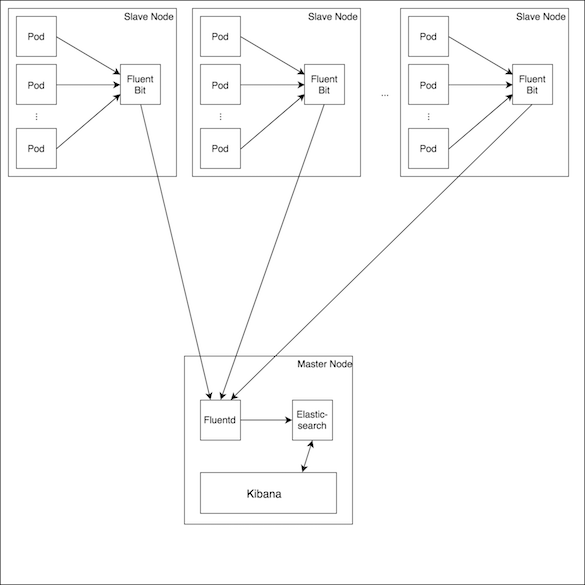 Slave Node
Pod
Pod
⋮
Pod
Fluent
Bit
Slave Node
Pod
Pod
⋮
Pod
Fluent
Bit
...
Slave Node
Pod
Pod
⋮
Pod
Fluent
Bit
Master Node
Fluentd
Elastic-
search
Kibana